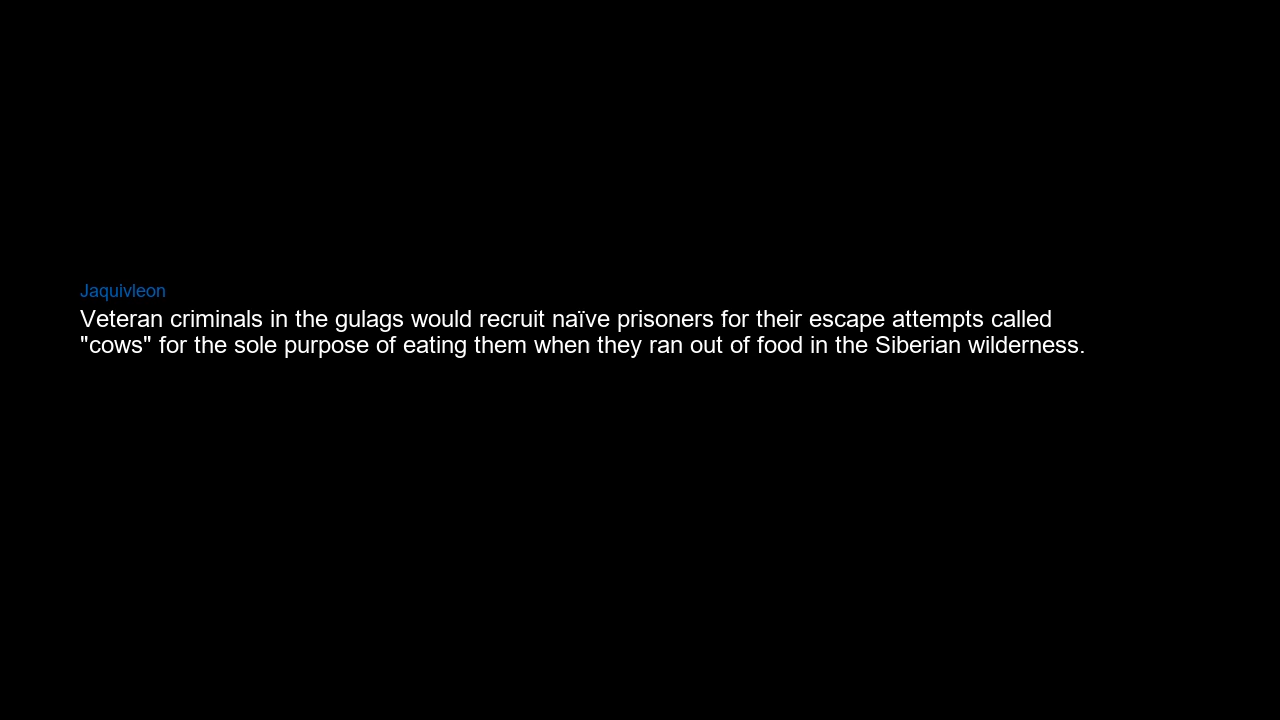 Jaquivleon
Veteran criminals in the gulags would recruit naïve prisoners for their escape attempts called
"cows" for the sole purpose of eating them when they ran out of food in the Siberian wilderness.